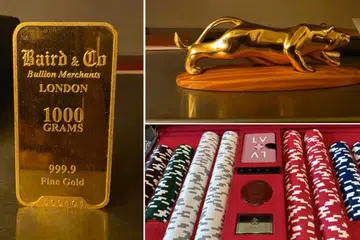 Baird & Co
Bullion Merchants
LONDON
1000
GRAMS
999.9
Fine Gold